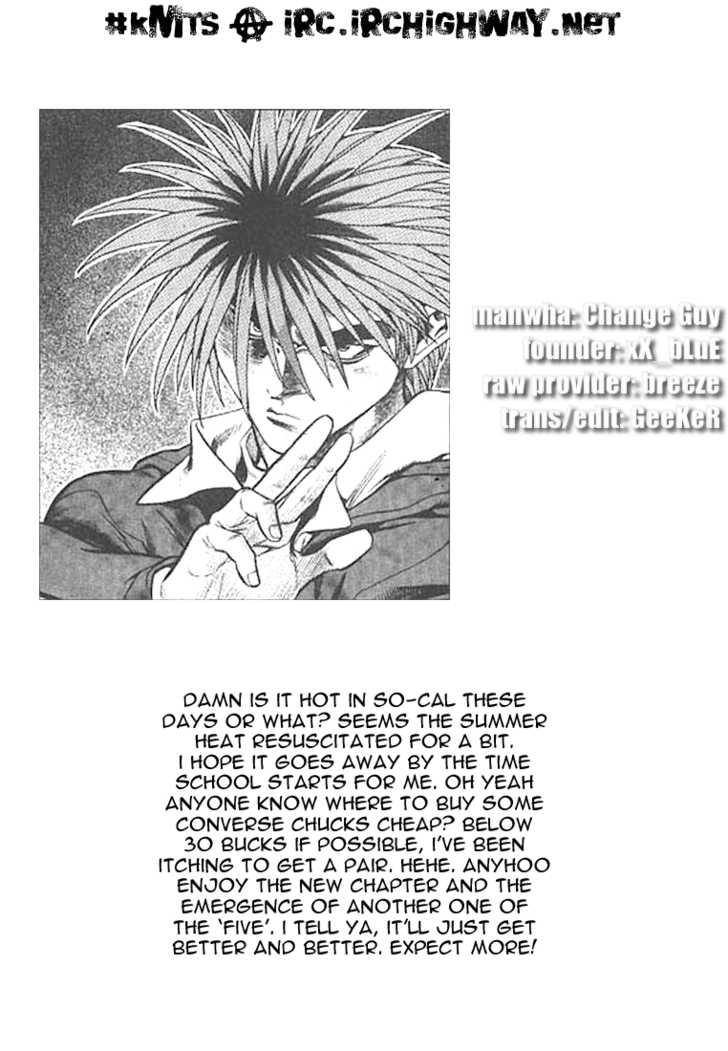 #kMTS @ iRC.iRCHiGHWAY.NeT
manwha: Change Guy
founder: xX_bLuE
raw provider: breeze
trans/edit: GeeKeR
DAMN IS IT HOT IN SO-CAL THESE
DAYS OR WHAT? SEEMS THE SUMMER
HEAT RESUSCITATED FOR A BIT.
I HOPE IT GOES AWAY BY THE TIME
SCHOOL STARTS FOR ME. OH YEAH
ANYONE KNOW WHERE TO BUY SOME
CONVERSE CHUCKS CHEAP? BELOW
30 BUCKS IF POSSIBLE, I'VE BEEN
ITCHING TO GET A PAIR. HEHE. ANYHOO
ENJOY THE NEW CHAPTER AND THE
EMERGENCE OF ANOTHER ONE OF
THE 'FIVE'. I TELL YA, IT'LL JUST GET
BETTER AND BETTER. EXPECT MORE!